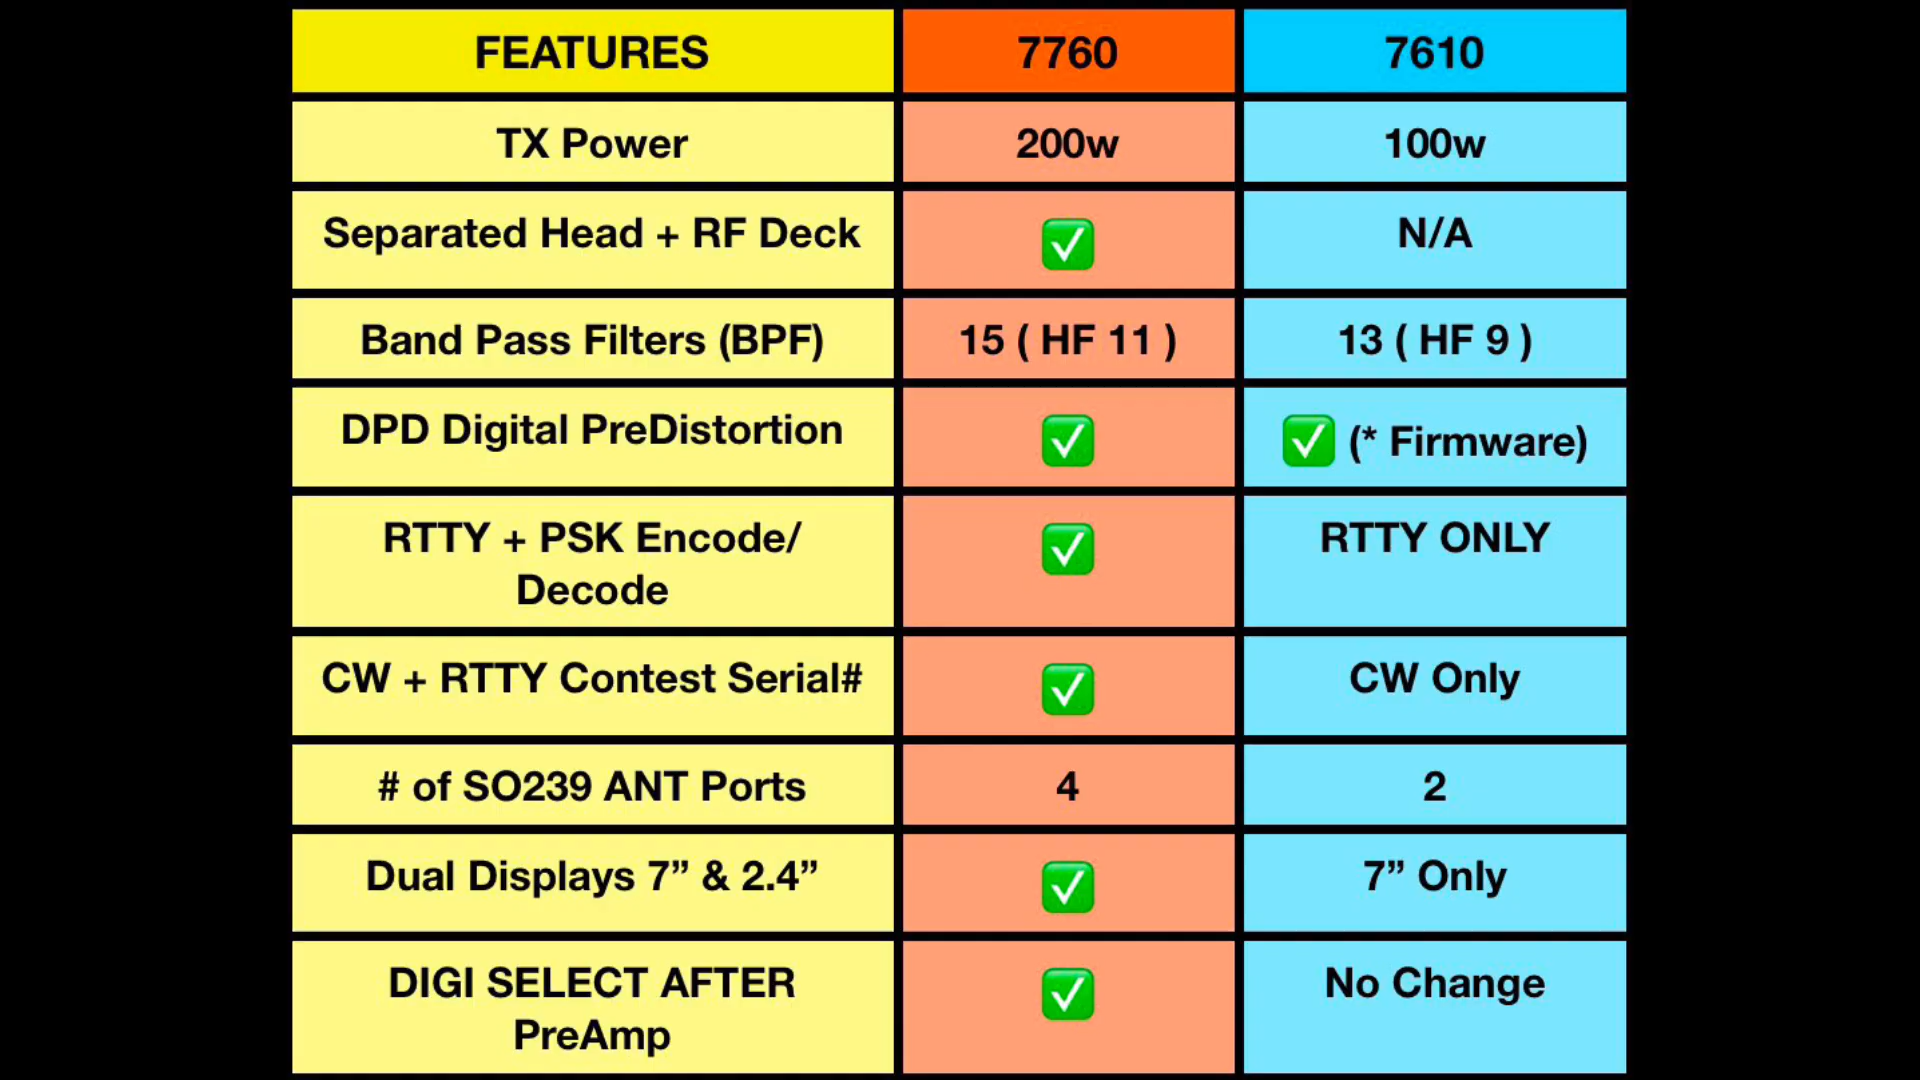 FEATURES 7760 7610
TX Power 200w 100w
Separated Head + RF Deck ✅ N/A
Band Pass Filters (BPF) 15 ( HF 11 ) 13 ( HF 9 )
DPD Digital PreDistortion ✅ ✅ (* Firmware)
RTTY + PSK Encode/ ✅ RTTY ONLY
Decode
CW + RTTY Contest Serial# ✅ CW Only
# of SO239 ANT Ports 4 2
Dual Displays 7” & 2.4” ✅ 7” Only
DIGI SELECT AFTER ✅ No Change
PreAmp